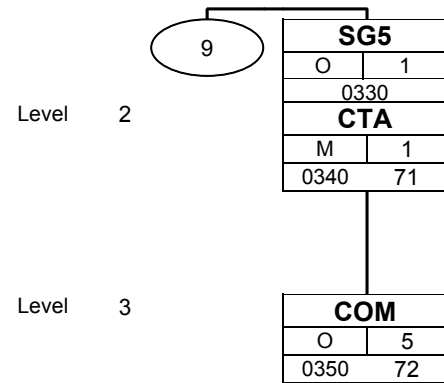 9
SG5
O 1
0330
Level 2
CTA
M 1
0340 71
Level 3
COM
O 5
0350 72